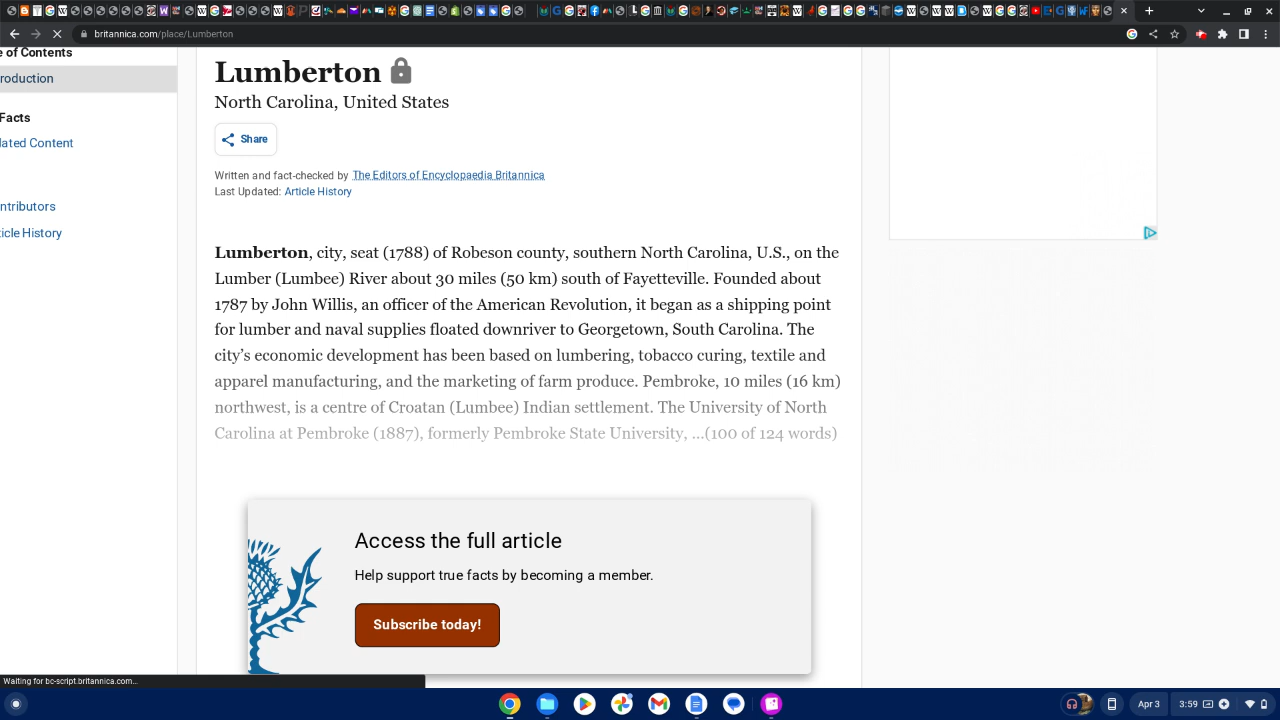 britannica.com/place/Lumberton
e of Contents
roduction
Facts
lated Content
ntributors
ticle History
Lumberton
North Carolina, United States
Share
Written and fact-checked by The Editors of Encyclopaedia Britannica
Last Updated: Article History
Lumberton, city, seat (1788) of Robeson county, southern North Carolina, U.S., on the
Lumber (Lumbee) River about 30 miles (50 km) south of Fayetteville. Founded about
1787 by John Willis, an officer of the American Revolution, it began as a shipping point
for lumber and naval supplies floated downriver to Georgetown, South Carolina. The
city’s economic development has been based on lumbering, tobacco curing, textile and
apparel manufacturing, and the marketing of farm produce. Pembroke, 10 miles (16 km)
northwest, is a centre of Croatan (Lumbee) Indian settlement. The University of North
Carolina at Pembroke (1887), formerly Pembroke State University, ...(100 of 124 words)
Access the full article
Help support true facts by becoming a member.
Subscribe today!
Waiting for bc-script.britannica.com...
Apr 3
3:59